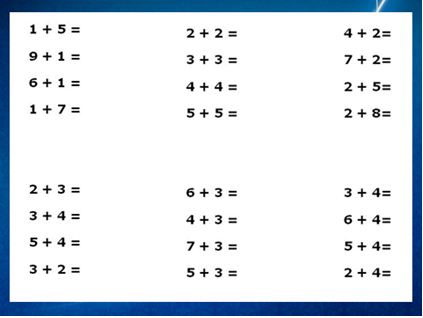 1 + 5 =
9 + 1 =
6 + 1 =
1 + 7 =
2 + 2 =
3 + 3 =
4 + 4 =
5 + 5 =
4 + 2=
7 + 2=
2 + 5=
2 + 8=
2 + 3 =
3 + 4 =
5 + 4 =
3 + 2 =
6 + 3 =
4 + 3 =
7 + 3 =
5 + 3 =
3 + 4=
6 + 4=
5 + 4=
2 + 4=